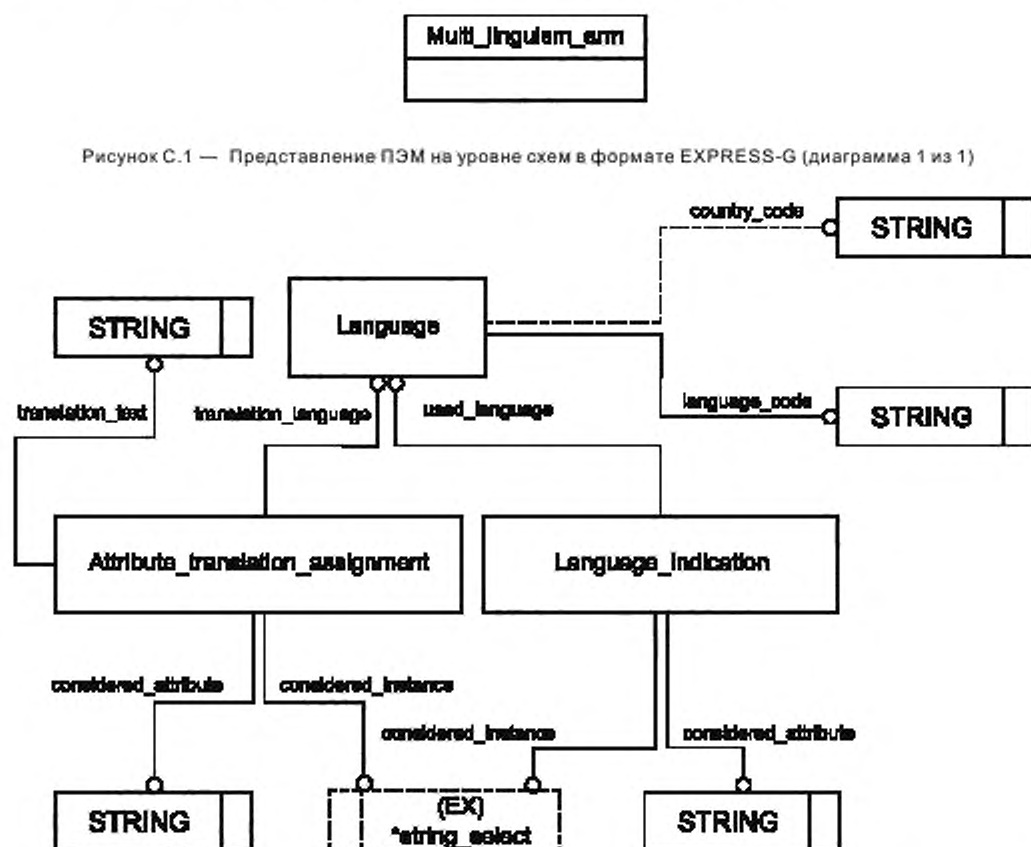 Multi_linguism_arm
Рисунок С.1 — Представление ПЭМ на уровне схем в формате EXPRESS-G (диаграмма 1 из 1)
country_code
STRING
Language
STRING
translation_text
translation_language
used_language
language_code
STRING
Attribute_translation_assignment
Language_indication
considered_attribute
considered_instance
considered_instance
considered_attribute
STRING
(EX)
*string_select
STRING